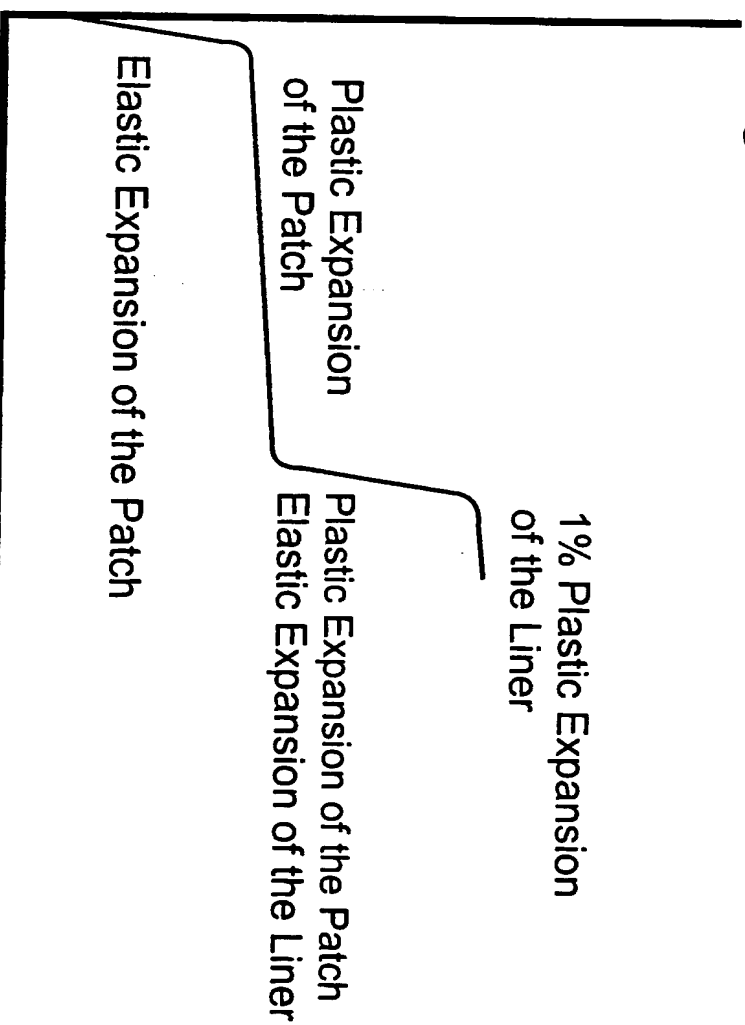 1% Plastic Expansion
of the Liner
Plastic Expansion
of the Patch
Plastic Expansion of the Patch
Elastic Expansion of the Liner
Elastic Expansion of the Patch